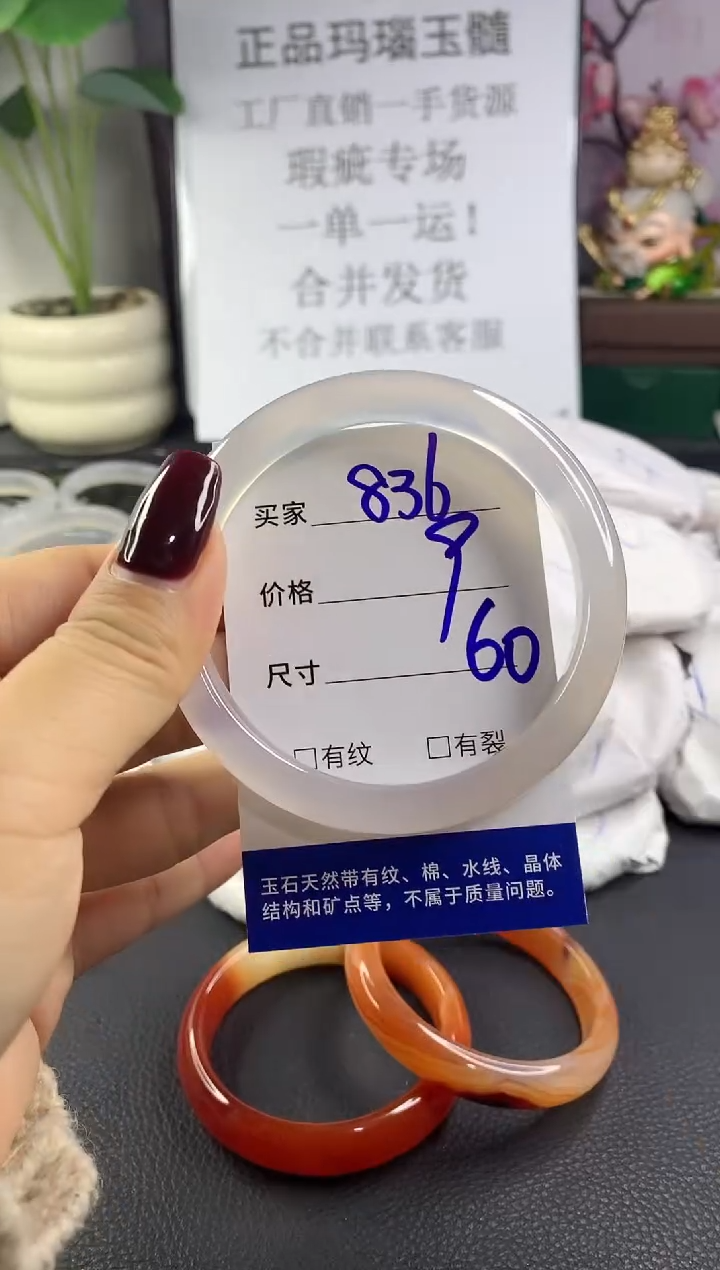 正品玛瑙玉髓
工厂直销一手货源
瑕疵专场
一单一运！
合并发货
不合并联系客服
买家 836
价格 9
尺寸 60
□有纹 □有裂
玉石天然带有纹、棉、水线、晶体
结构和矿点等，不属于质量问题。